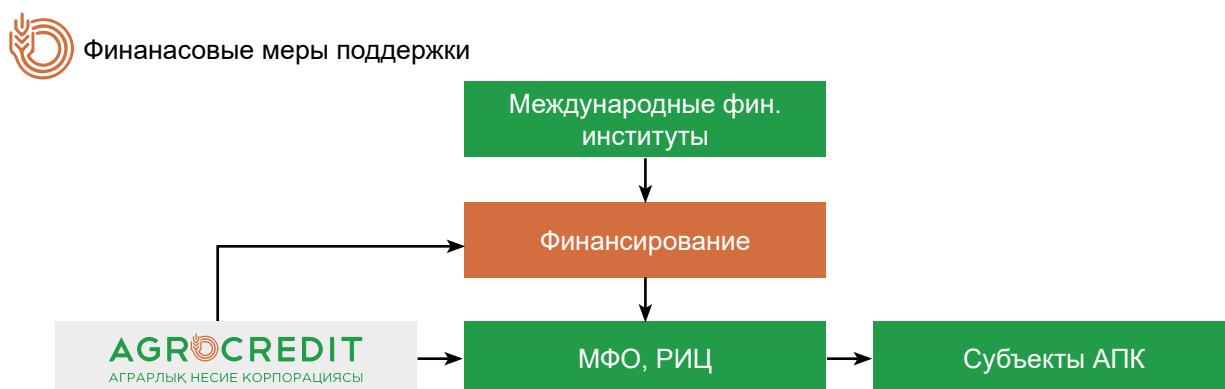 Финанасовые меры поддержки
Международные фин.
институты
Финансирование
AGROCREDIT
АГРАРЛЫҚ НЕСИЕ КОРПОРАЦИЯСЫ
МФО, РИЦ
Субъекты АПК